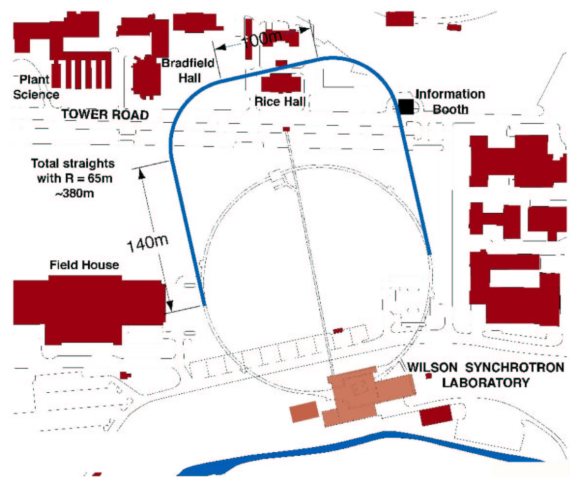 100m
Bradfield
Hall
Plant
Science
Rice Hall
Information
Booth
TOWER ROAD
Total straights
with R = 65m
~380m
140m
Field House
WILSON SYNCHROTRON
LABORATORY